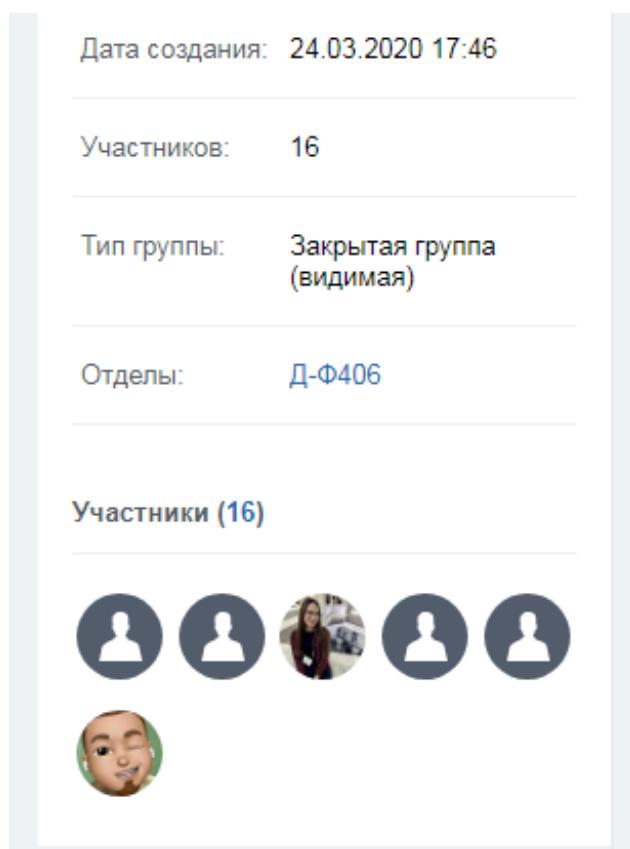 Дата создания: 24.03.2020 17:46
Участников: 16
Тип группы: Закрытая группа
(видимая)
Отделы: Д-Ф406
Участники (16)